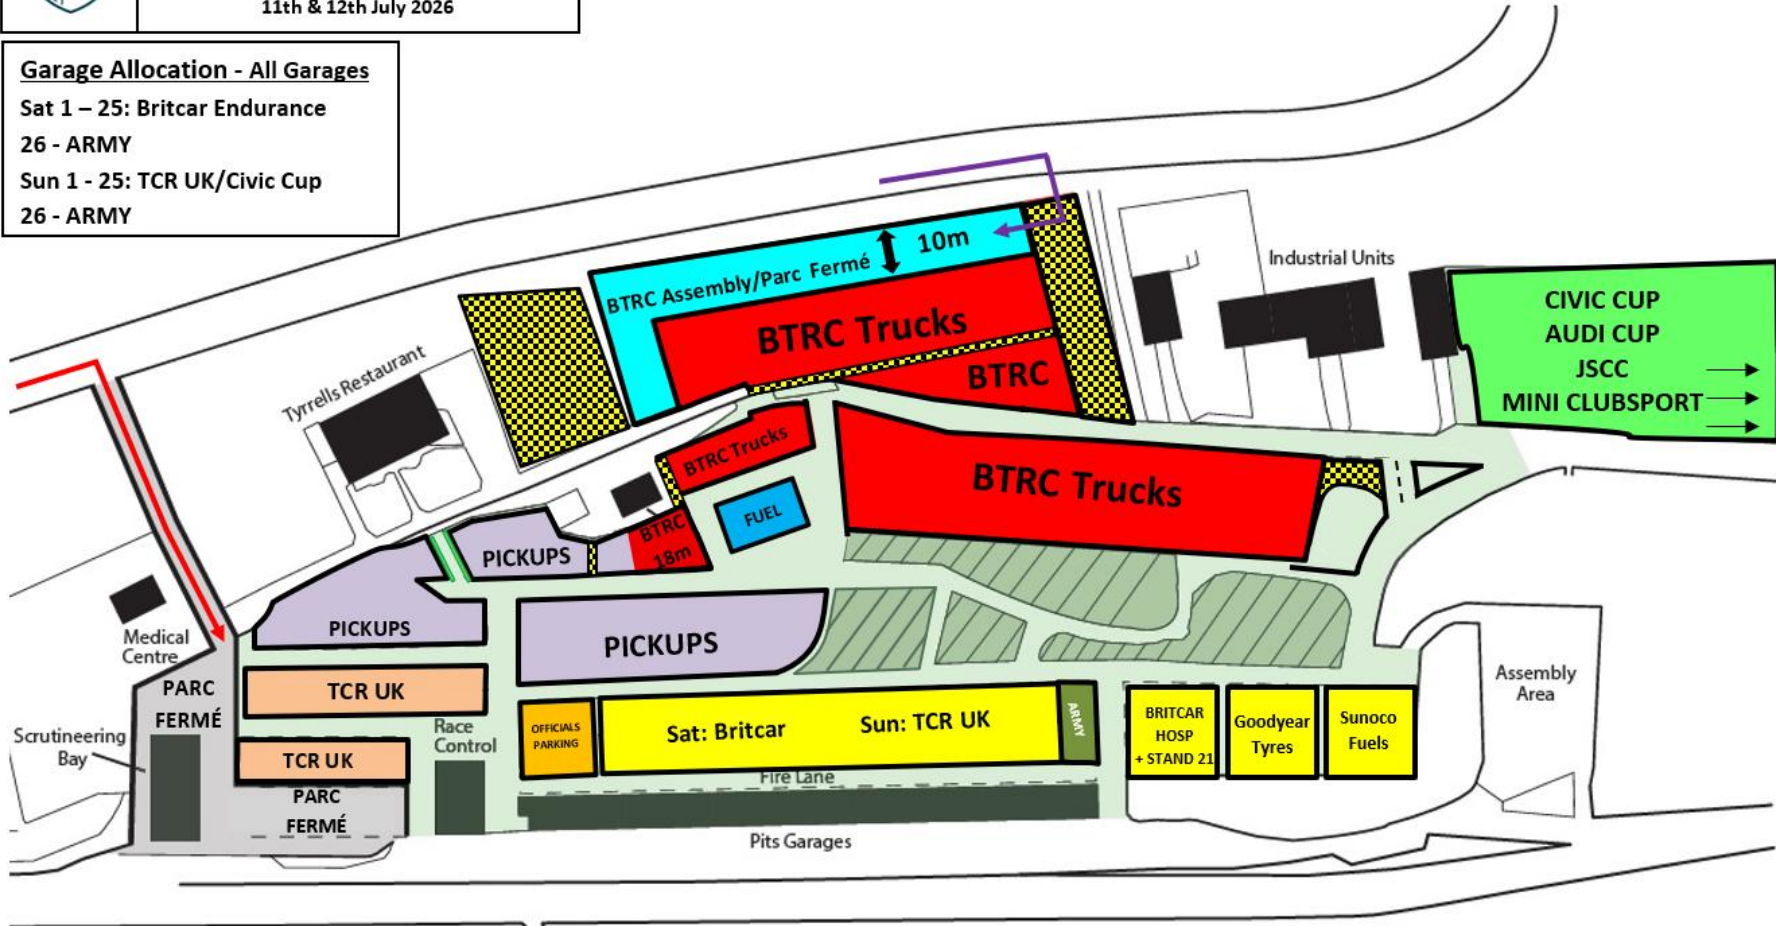 11th & 12th July 2026
Garage Allocation - All Garages
Sat 1 – 25: Britcar Endurance
26 - ARMY
Sun 1 - 25: TCR UK/Civic Cup
26 - ARMY
10m
BTRC Assembly/Parc Fermé
BTRC Trucks
BTRC
Industrial Units
CIVIC CUP
AUDI CUP
JSCC
MINI CLUBSPORT
Tyrrells Restaurant
BTRC Trucks
BTRC Trucks
FUEL
BTRC
18m
PICKUPS
PICKUPS
PICKUPS
Medical
Centre
PARC
FERMÉ
TCR UK
Scrutineering
Bay
TCR UK
PARC
FERMÉ
Race
Control
OFFICIALS
PARKING
Sat: Britcar
Sun: TCR UK
ARMY
BRITCAR
HOSP
+ STAND 21
Goodyear
Tyres
Sunoco
Fuels
Assembly
Area
Fire Lane
Pits Garages